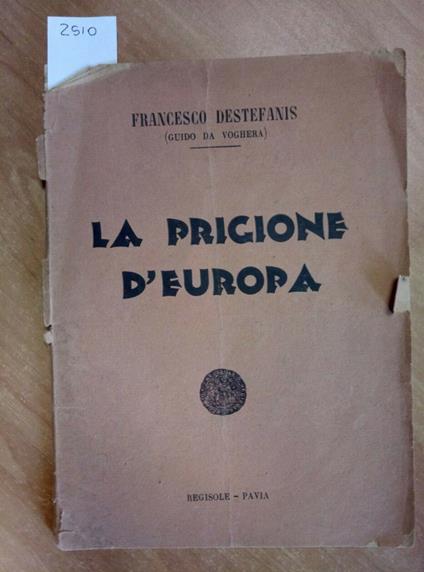 2510
FRANCESCO DESTEFANIS
(GUIDO DA VOGHERA)
LA PRIGIONE
D'EUROPA
REGISOLE - PAVIA